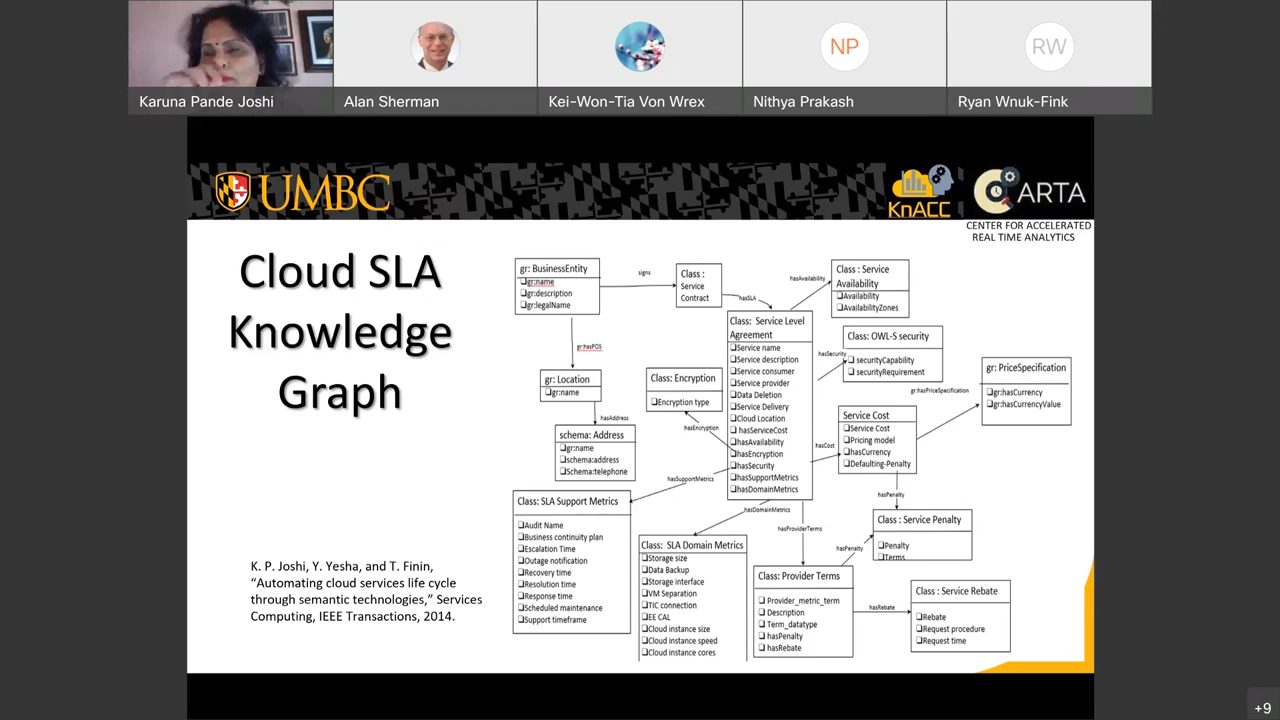 Karuna Pande Joshi
Alan Sherman
Kei-Won-Tia Von Wrex
NP
Nithya Prakash
RW
Ryan Wnuk-Fink
UMBC
KnACC
CARTA
CENTER FOR ACCELERATED
REAL TIME ANALYTICS
Cloud SLA
Knowledge
Graph
K. P. Joshi, Y. Yesha, and T. Finin,
“Automating cloud services life cycle
through semantic technologies,” Services
Computing, IEEE Transactions, 2014.
gr: BusinessEntity
gr:name
gr:description
gr:legalName
signs
Class :
Service
Contract
hasSLA
hasAvailability
Class : Service
Availability
Availability
AvailabilityZones
gr:hasPOS
gr: Location
gr:name
hasAddress
schema: Address
gr:name
schema:address
Schema:telephone
Class: Encryption
Encryption type
hasEncryption
Class: Service Level
Agreement
Service name
Service description
Service consumer
Service provider
Data Deletion
Service Delivery
Cloud Location
hasServiceCost
hasAvailability
hasEncryption
hasSecurity
hasSupportMetrics
hasDomainMetrics
hasSecurity
Class: OWL-S security
securityCapability
securityRequirement
gr:hasPriceSpecification
gr: PriceSpecification
gr:hasCurrency
gr:hasCurrencyValue
hasCost
Service Cost
Service Cost
Pricing model
hasCurrency
Defaulting-Penalty
hasPenalty
Class : Service Penalty
Penalty
Terms
hasSupportMetrics
Class: SLA Support Metrics
Audit Name
Business continuity plan
Escalation Time
Outage notification
Recovery time
Resolution time
Response time
Scheduled maintenance
Support timeframe
hasDomainMetrics
Class: SLA Domain Metrics
Storage size
Data Backup
Storage interface
VM Separation
TIC connection
EE CAL
Cloud instance size
Cloud instance speed
Cloud instance cores
hasProviderTerms
hasPenalty
Class: Provider Terms
Provider_metric_term
Description
Term_datatype
hasPenalty
hasRebate
hasRebate
Class : Service Rebate
Rebate
Request procedure
Request time
+9